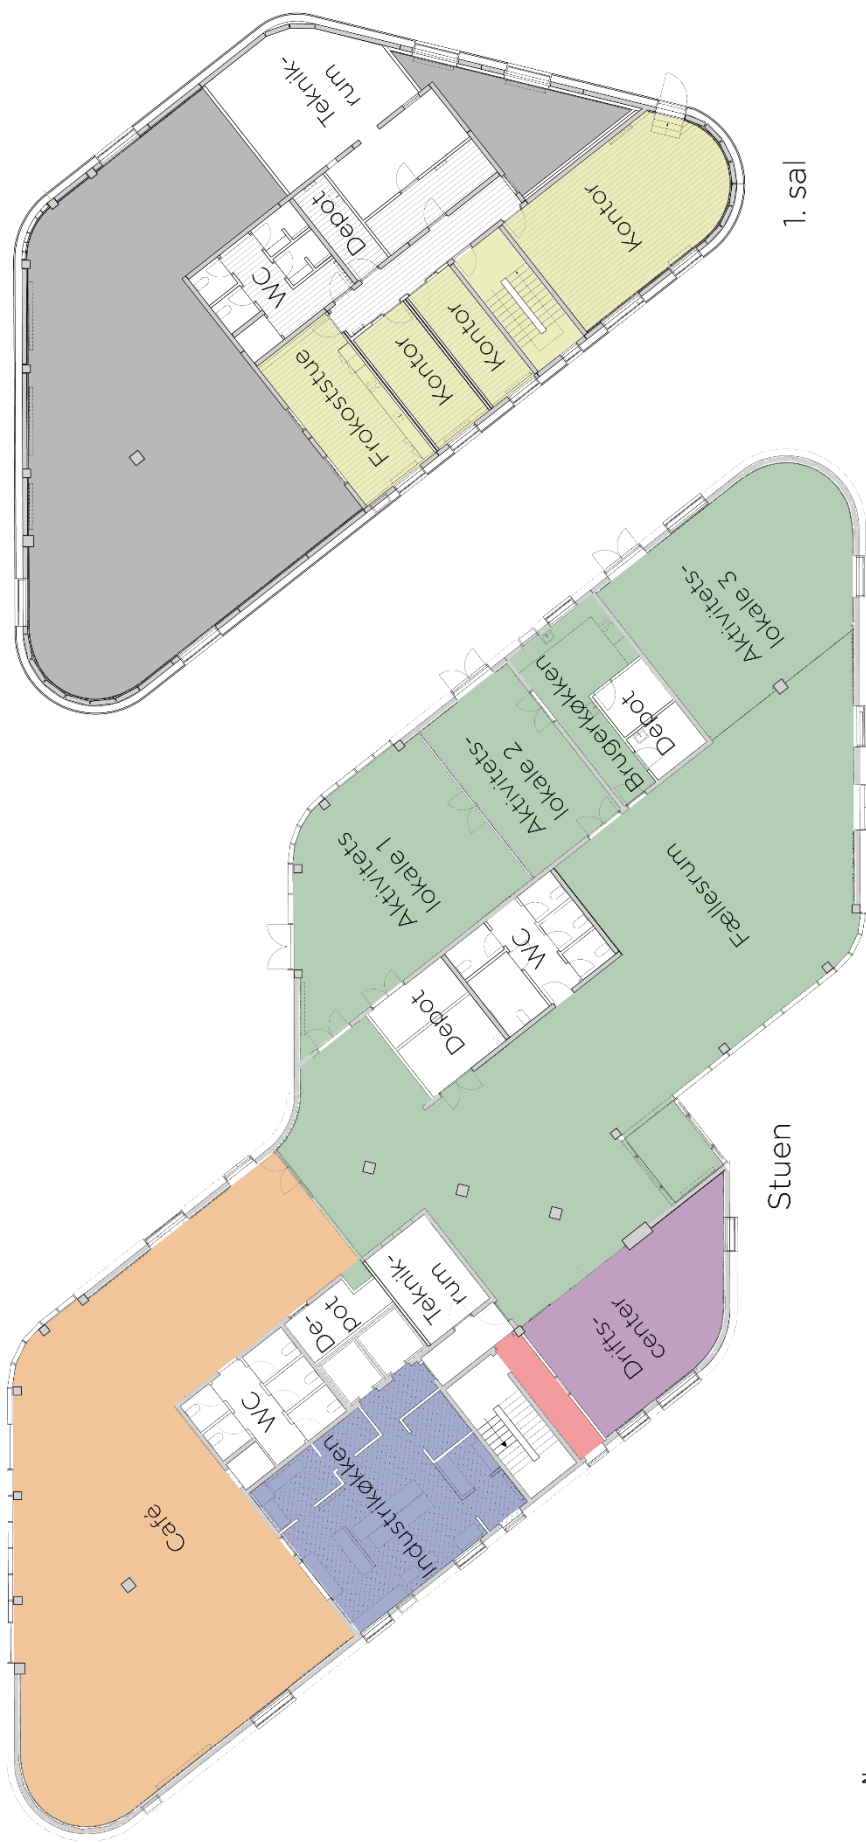 Teknik-
rum
Depot
WC
Kontor
Kontor
Kontor
Frokoststue
1. sal
Aktivitets-
lokale 3
Brugerkøkken
Depot
Aktivitets-
lokale 2
Aktivitets
lokale 1
Fællesrum
WC
Depot
Stuen
Teknik-
rum
De-
pot
Drifts-
center
WC
Industrikøkken
Café
N